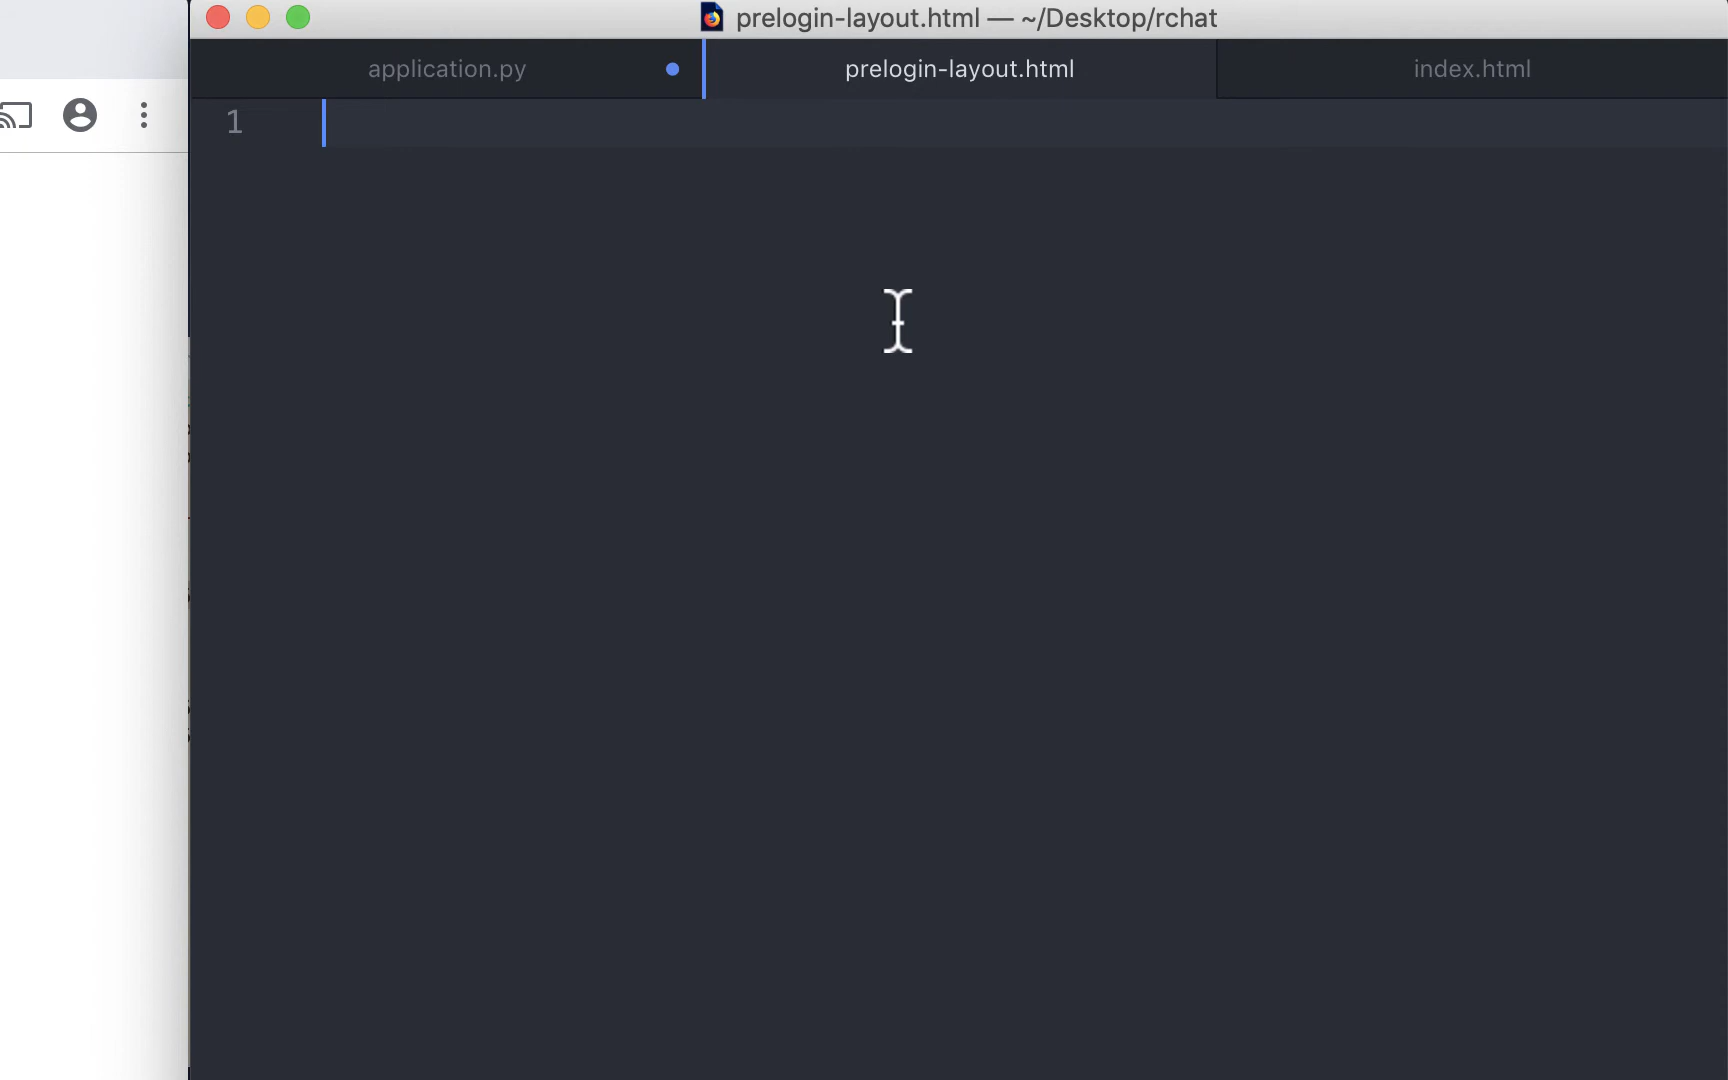 prelogin-layout.html — ~/Desktop/rchat
application.py
prelogin-layout.html
index.html
1